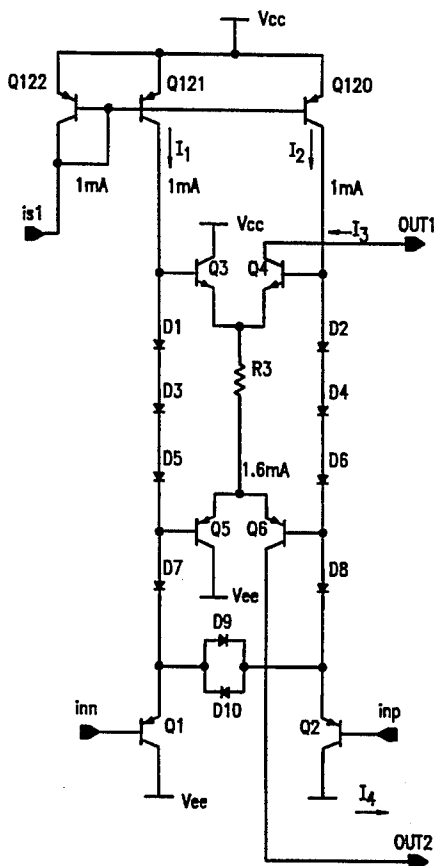 Vcc
Q122
Q121
Q120
I1
I2
1mA
1mA
1mA
is1
Vcc
I3
OUT1
Q3
Q4
D1
D2
R3
D3
D4
D5
D6
1.6mA
Q5
Q6
D7
D8
Vee
D9
D10
inn
Q1
Q2
inp
Vee
I4
OUT2